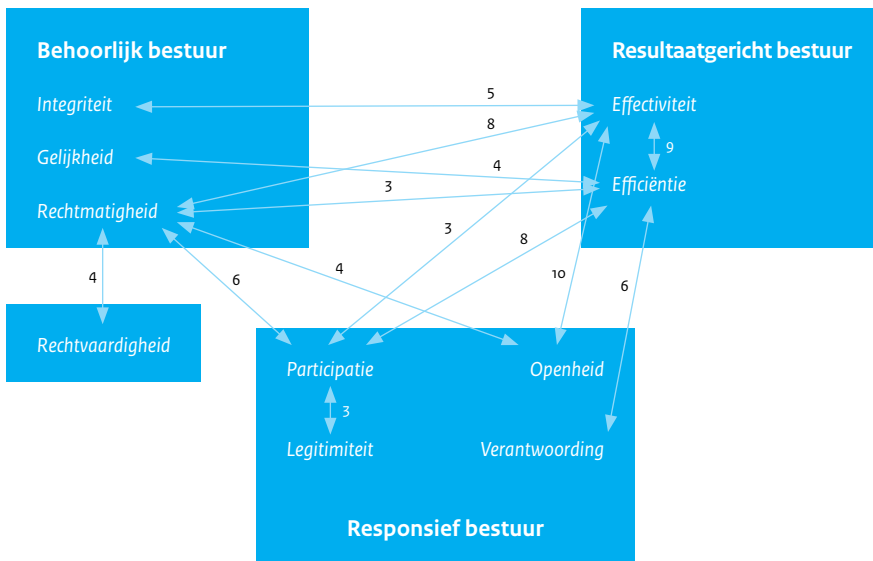 Behoorlijk bestuur
Integriteit
Gelijkheid
Rechtmatigheid
Resultaatgericht bestuur
Effectiviteit
9
Efficiëntie
5
8
4
3
3
8
10
6
4
6
4
Rechtvaardigheid
Participatie
Openheid
3
Legitimiteit
Verantwoording
Responsief bestuur